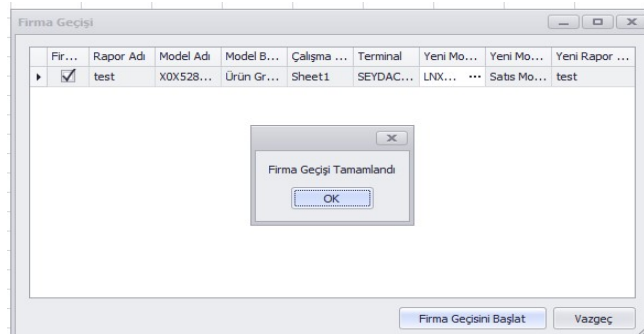 Firma Geçişi
Fir... Rapor Adı Model Adı Model B... Çalışma ... Terminal Yeni Mo... Yeni Mo... Yeni Rapor ...
test X0X528... Ürün Gr... Sheet1 SEYDAC... LNX... ... Satıs Mo... test
Firma Geçişi Tamamlandı
OK
Firma Geçisini Başlat Vazgeç